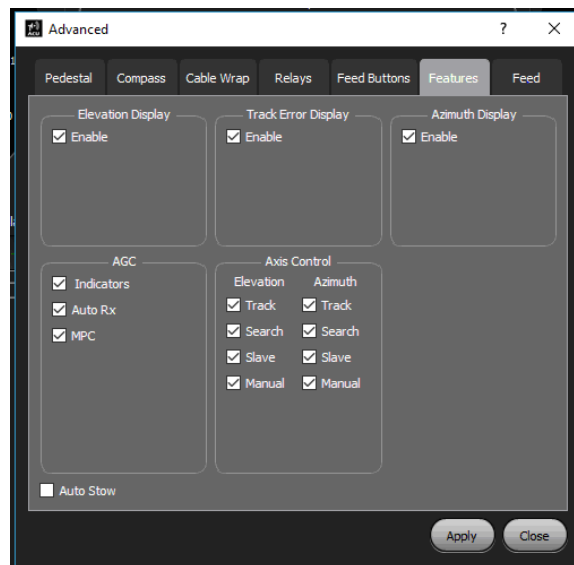 ACU Advanced ? ×
Pedestal Compass Cable Wrap Relays Feed Buttons Features Feed
Elevation Display Track Error Display Azimuth Display
Enable Enable Enable
AGC Axis Control
Indicators Elevation Azimuth
Auto Rx Track Track
MPC Search Search
Slave Slave
Manual Manual
Auto Stow
Apply Close